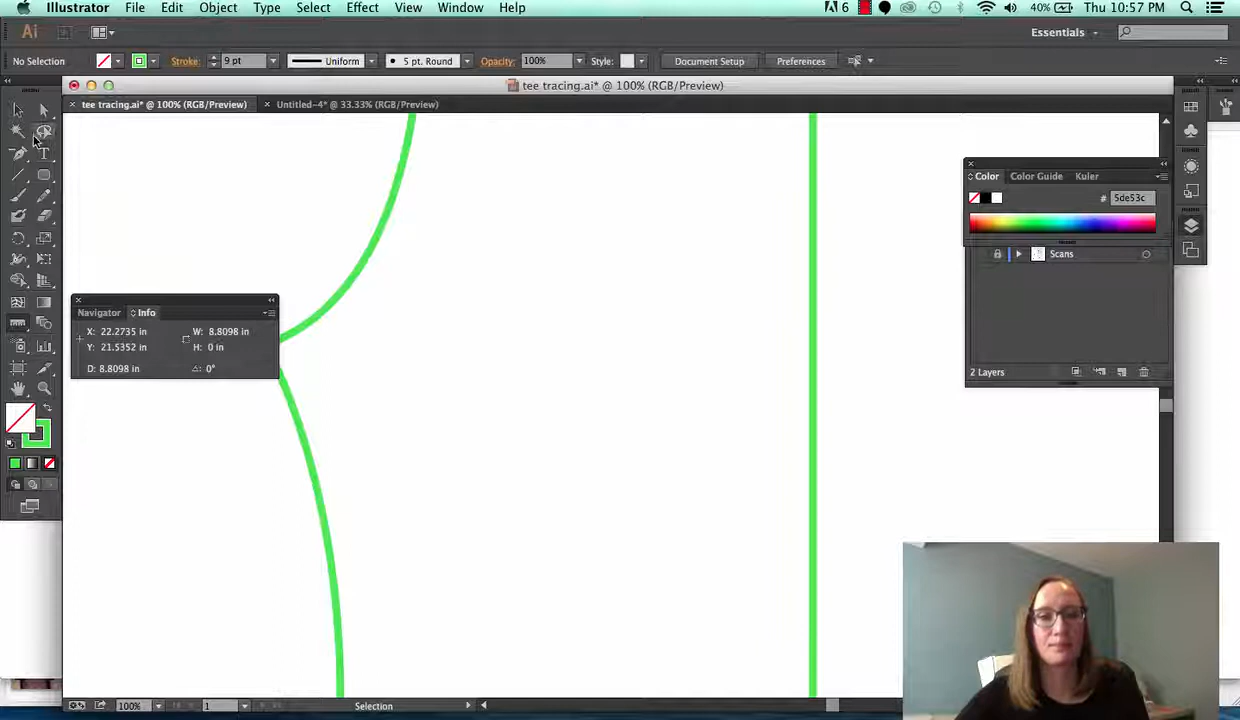 Illustrator File Edit Object Type Select Effect View Window Help
6 40% Thu 10:57 PM
Ai Essentials
No Selection Stroke: 9 pt Uniform 5 pt. Round Opacity: 100% Style: Document Setup Preferences
tee tracing.ai* @ 100% (RGB/Preview)
tee tracing.ai* @ 100% (RGB/Preview) Untitled-4* @ 33.33% (RGB/Preview)
Color Color Guide Kuler
# 5de53c
Scans
2 Layers
Navigator Info
X: 22.2735 in W: 8.8098 in
Y: 21.5352 in H: 0 in
D: 8.8098 in 0°
100% 1 Selection